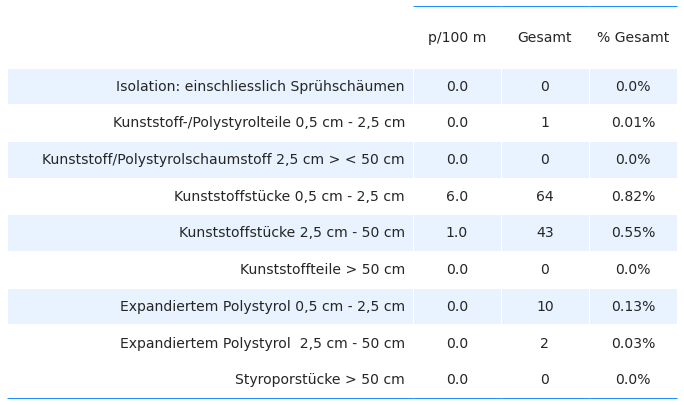 p/100 m Gesamt % Gesamt
Isolation: einschliesslich Sprühschäumen 0.0 0 0.0%
Kunststoff-/Polystyrolteile 0,5 cm - 2,5 cm 0.0 1 0.01%
Kunststoff/Polystyrolschaumstoff 2,5 cm > < 50 cm 0.0 0 0.0%
Kunststoffstücke 0,5 cm - 2,5 cm 6.0 64 0.82%
Kunststoffstücke 2,5 cm - 50 cm 1.0 43 0.55%
Kunststoffteile > 50 cm 0.0 0 0.0%
Expandiertem Polystyrol 0,5 cm - 2,5 cm 0.0 10 0.13%
Expandiertem Polystyrol  2,5 cm - 50 cm 0.0 2 0.03%
Styroporstücke > 50 cm 0.0 0 0.0%